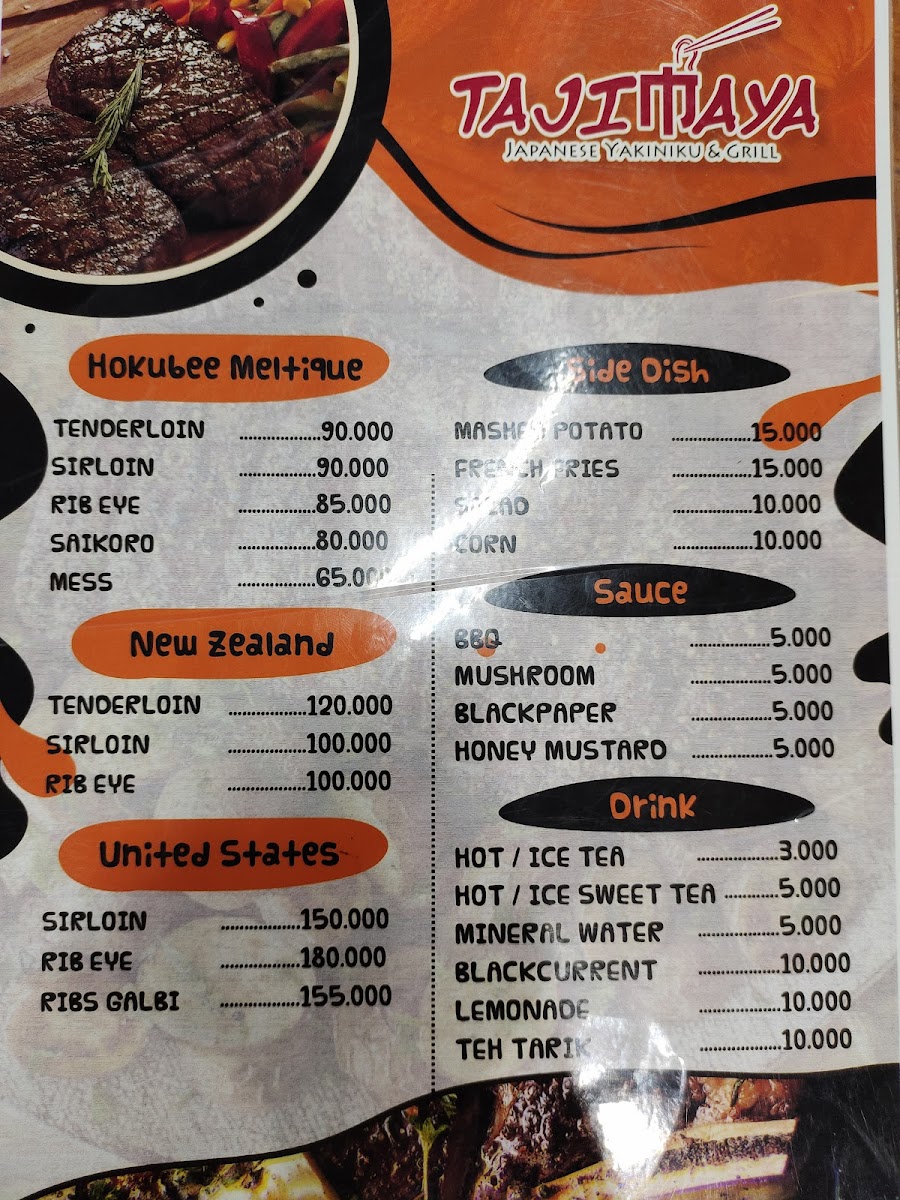 TAJIMAYA
JAPANESE YAKINIKU & GRILL
Hokubee Meltique
TENDERLOIN ..................90.000
SIRLOIN ..................90.000
RIB EYE ..................85.000
SAIKORO ..................80.000
MESS ..................65.000
New Zealand
TENDERLOIN ..................120.000
SIRLOIN ..................100.000
RIB EYE ..................100.000
United States
SIRLOIN ..................150.000
RIB EYE ..................180.000
RIBS GALBI ..................155.000
Side Dish
MASHED POTATO ..................15.000
FRENCH FRIES ..................15.000
SALAD ..................10.000
CORN ..................10.000
Sauce
BBQ ..................5.000
MUSHROOM ..................5.000
BLACKPAPER ..................5.000
HONEY MUSTARD ..................5.000
Drink
HOT / ICE TEA ..................3.000
HOT / ICE SWEET TEA ............5.000
MINERAL WATER ..................5.000
BLACKCURRENT ..................10.000
LEMONADE ..................10.000
TEH TARIK ..................10.000